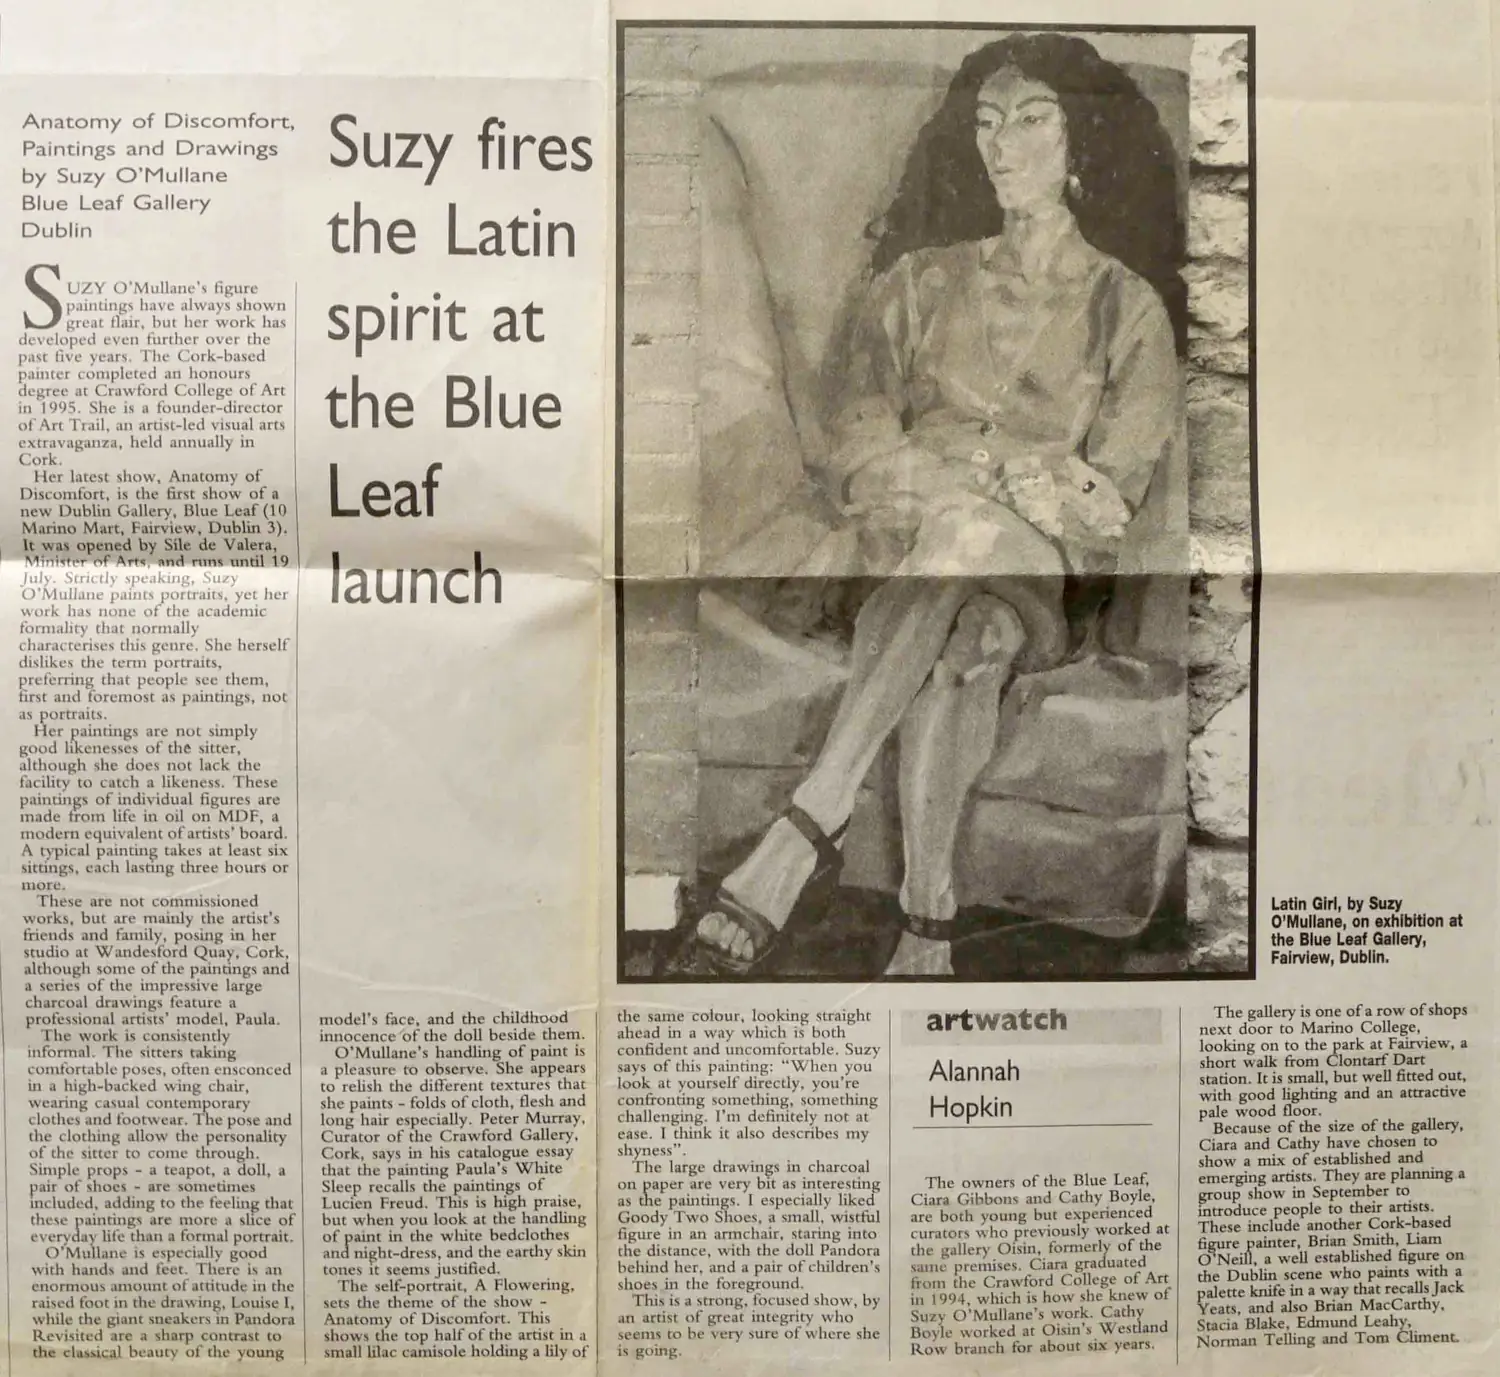 Anatomy of Discomfort,
Paintings and Drawings
by Suzy O'Mullane
Blue Leaf Gallery
Dublin
Suzy fires
the Latin
spirit at
the Blue
Leaf
launch
SUZY O'Mullane's figure
paintings have always shown
great flair, but her work has
developed even further over the
past five years. The Cork-based
painter completed an honours
degree at Crawford College of Art
in 1995. She is a founder-director
of Art Trail, an artist-led visual arts
extravaganza, held annually in
Cork.
Her latest show, Anatomy of
Discomfort, is the first show of a
new Dublin Gallery, Blue Leaf (10
Marino Mart, Fairview, Dublin 3).
It was opened by Sile de Valera,
Minister of Arts, and runs until 19
July. Strictly speaking, Suzy
O'Mullane paints portraits, yet her
work has none of the academic
formality that normally
characterises this genre. She herself
dislikes the term portraits,
preferring that people see them,
first and foremost as paintings, not
as portraits.
Her paintings are not simply
good likenesses of the sitter,
although she does not lack the
facility to catch a likeness. These
paintings of individual figures are
made from life in oil on MDF, a
modern equivalent of artists' board.
A typical painting takes at least six
sittings, each lasting three hours or
more.
These are not commissioned
works, but are mainly the artist's
friends and family, posing in her
studio at Wandesford Quay, Cork,
although some of the paintings and
a series of the impressive large
charcoal drawings feature a
professional artists' model, Paula.
The work is consistently
informal. The sitters taking
comfortable poses, often ensconced
in a high-backed wing chair,
wearing casual contemporary
clothes and footwear. The pose and
the clothing allow the personality
of the sitter to come through.
Simple props - a teapot, a doll, a
pair of shoes - are sometimes
included, adding to the feeling that
these paintings are more a slice of
everyday life than a formal portrait.
O'Mullane is especially good
with hands and feet. There is an
enormous amount of attitude in the
raised foot in the drawing, Louise I,
while the giant sneakers in Pandora
Revisited are a sharp contrast to
the classical beauty of the young
model's face, and the childhood
innocence of the doll beside them.
O'Mullane's handling of paint is
a pleasure to observe. She appears
to relish the different textures that
she paints - folds of cloth, flesh and
long hair especially. Peter Murray,
Curator of the Crawford Gallery,
Cork, says in his catalogue essay
that the painting Paula's White
Sleep recalls the paintings of
Lucien Freud. This is high praise,
but when you look at the handling
of paint in the white bedclothes
and night-dress, and the earthy skin
tones it seems justified.
The self-portrait, A Flowering,
sets the theme of the show -
Anatomy of Discomfort. This
shows the top half of the artist in a
small lilac camisole holding a lily of
the same colour, looking straight
ahead in a way which is both
confident and uncomfortable. Suzy
says of this painting: "When you
look at yourself directly, you're
confronting something, something
challenging. I'm definitely not at
ease. I think it also describes my
shyness".
The large drawings in charcoal
on paper are very bit as interesting
as the paintings. I especially liked
Goody Two Shoes, a small, wistful
figure in an armchair, staring into
the distance, with the doll Pandora
behind her, and a pair of children's
shoes in the foreground.
This is a strong, focused show, by
an artist of great integrity who
seems to be very sure of where she
is going.
Latin Girl, by Suzy
O'Mullane, on exhibition at
the Blue Leaf Gallery,
Fairview, Dublin.
artwatch
Alannah
Hopkin
The owners of the Blue Leaf,
Ciara Gibbons and Cathy Boyle,
are both young but experienced
curators who previously worked at
the gallery Oisin, formerly of the
same premises. Ciara graduated
from the Crawford College of Art
in 1994, which is how she knew of
Suzy O'Mullane's work. Cathy
Boyle worked at Oisin's Westland
Row branch for about six years.
The gallery is one of a row of shops
next door to Marino College,
looking on to the park at Fairview, a
short walk from Clontarf Dart
station. It is small, but well fitted out,
with good lighting and an attractive
pale wood floor.
Because of the size of the gallery,
Ciara and Cathy have chosen to
show a mix of established and
emerging artists. They are planning a
group show in September to
introduce people to their artists.
These include another Cork-based
figure painter, Brian Smith, Liam
O'Neill, a well established figure on
the Dublin scene who paints with a
palette knife in a way that recalls Jack
Yeats, and also Brian MacCarthy,
Stacia Blake, Edmund Leahy,
Norman Telling and Tom Climent.